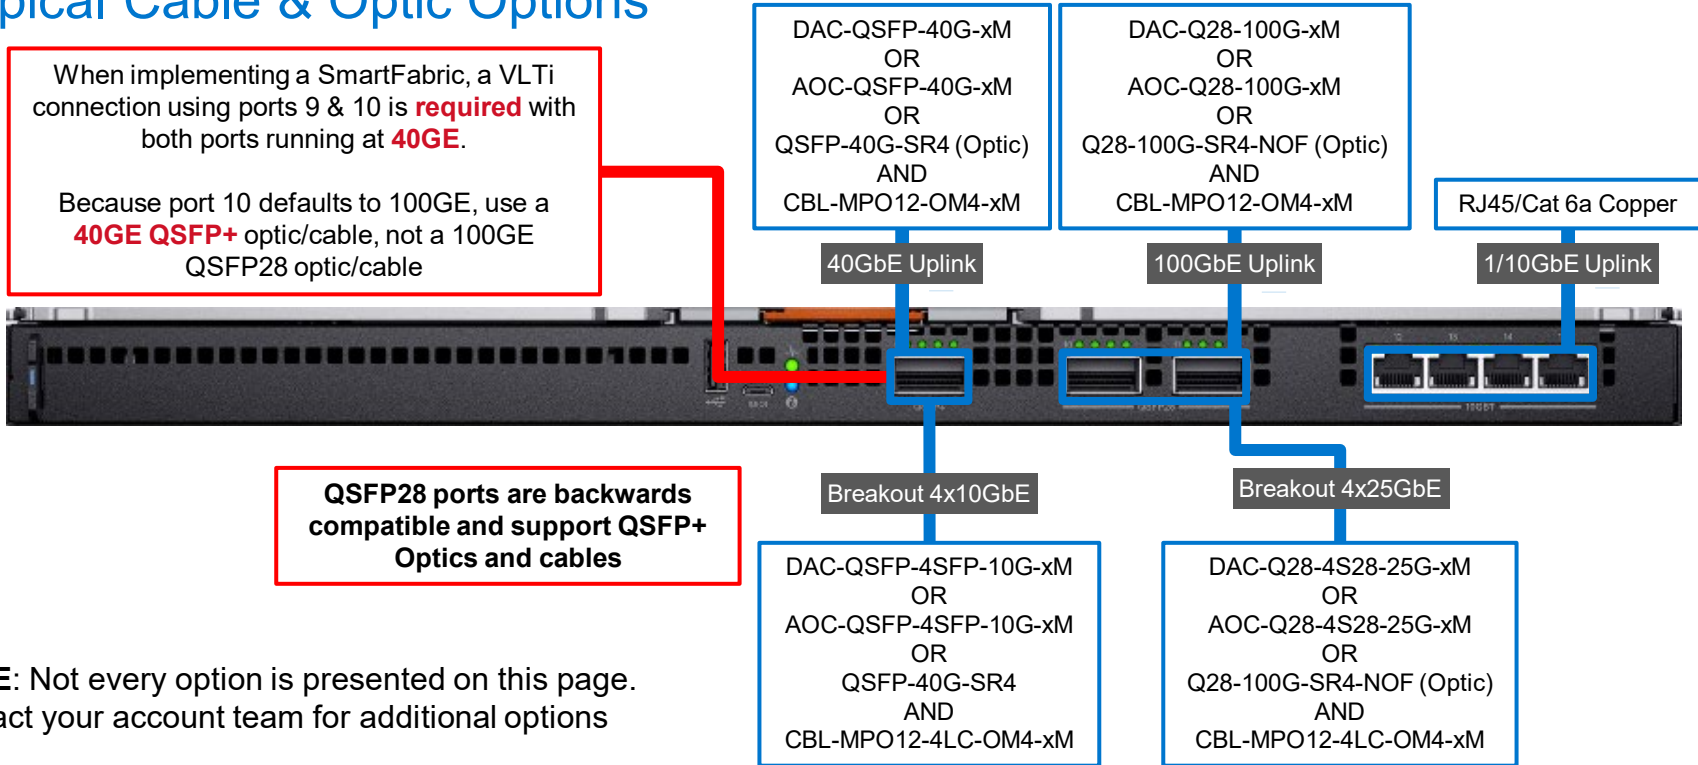 pical Cable & Optic Options
When implementing a SmartFabric, a VLTi
connection using ports 9 & 10 is required with
both ports running at 40GE.
Because port 10 defaults to 100GE, use a
40GE QSFP+ optic/cable, not a 100GE
QSFP28 optic/cable
DAC-QSFP-40G-xM
OR
AOC-QSFP-40G-xM
OR
QSFP-40G-SR4 (Optic)
AND
CBL-MPO12-OM4-xM
40GbE Uplink
DAC-Q28-100G-xM
OR
AOC-Q28-100G-xM
OR
Q28-100G-SR4-NOF (Optic)
AND
CBL-MPO12-OM4-xM
100GbE Uplink
RJ45/Cat 6a Copper
1/10GbE Uplink
10GBT
QSFP28 ports are backwards
compatible and support QSFP+
Optics and cables
Breakout 4x10GbE
DAC-QSFP-4SFP-10G-xM
OR
AOC-QSFP-4SFP-10G-xM
OR
QSFP-40G-SR4
AND
CBL-MPO12-4LC-OM4-xM
Breakout 4x25GbE
DAC-Q28-4S28-25G-xM
OR
AOC-Q28-4S28-25G-xM
OR
Q28-100G-SR4-NOF (Optic)
AND
CBL-MPO12-4LC-OM4-xM
E: Not every option is presented on this page.
act your account team for additional options